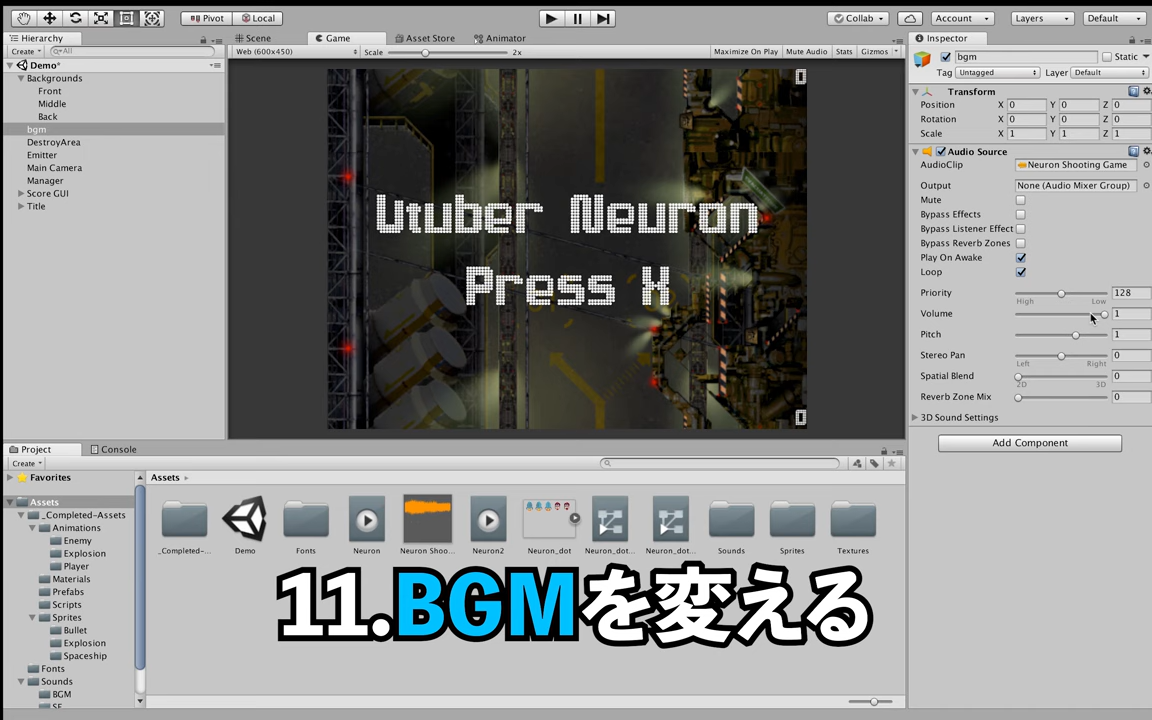 Pivot
Local
Collab
Account
Layers
Default
Hierarchy
Create
All
Demo*
Backgrounds
Front
Middle
Back
bgm
DestroyArea
Emitter
Main Camera
Manager
Score GUI
Title
Scene
Game
Asset Store
Animator
Web (600x450)
Scale
2x
Maximize On Play
Mute Audio
Stats
Gizmos
0
Vtuber Neuron
Press X
0
Inspector
bgm
Static
Tag
Untagged
Layer
Default
Transform
Position X 0 Y 0 Z 0
Rotation X 0 Y 0 Z 0
Scale X 1 Y 1 Z 1
Audio Source
AudioClip
Neuron Shooting Game
Output
None (Audio Mixer Group)
Mute
Bypass Effects
Bypass Listener Effect
Bypass Reverb Zones
Play On Awake
Loop
Priority
128
High
Low
Volume
1
Pitch
1
Stereo Pan
0
Left
Right
Spatial Blend
0
2D
3D
Reverb Zone Mix
0
3D Sound Settings
Add Component
Project
Console
Create
Favorites
Assets
_Completed-Assets
Animations
Enemy
Explosion
Player
Materials
Prefabs
Scripts
Sprites
Bullet
Explosion
Spaceship
Fonts
Sounds
BGM
SE
Assets
_Completed-...
Demo
Fonts
Neuron
Neuron Shoo...
Neuron2
Neuron_dot
Neuron_dot...
Neuron_dot...
Sounds
Sprites
Textures
11.BGMを変える